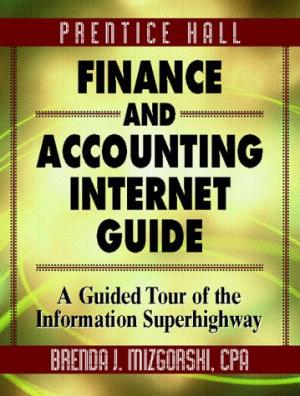 PRENTICE HALL
FINANCE
AND
ACCOUNTING
INTERNET
GUIDE
A Guided Tour of the
Information Superhighway
BRENDA J. MIZGORSKI, CPA